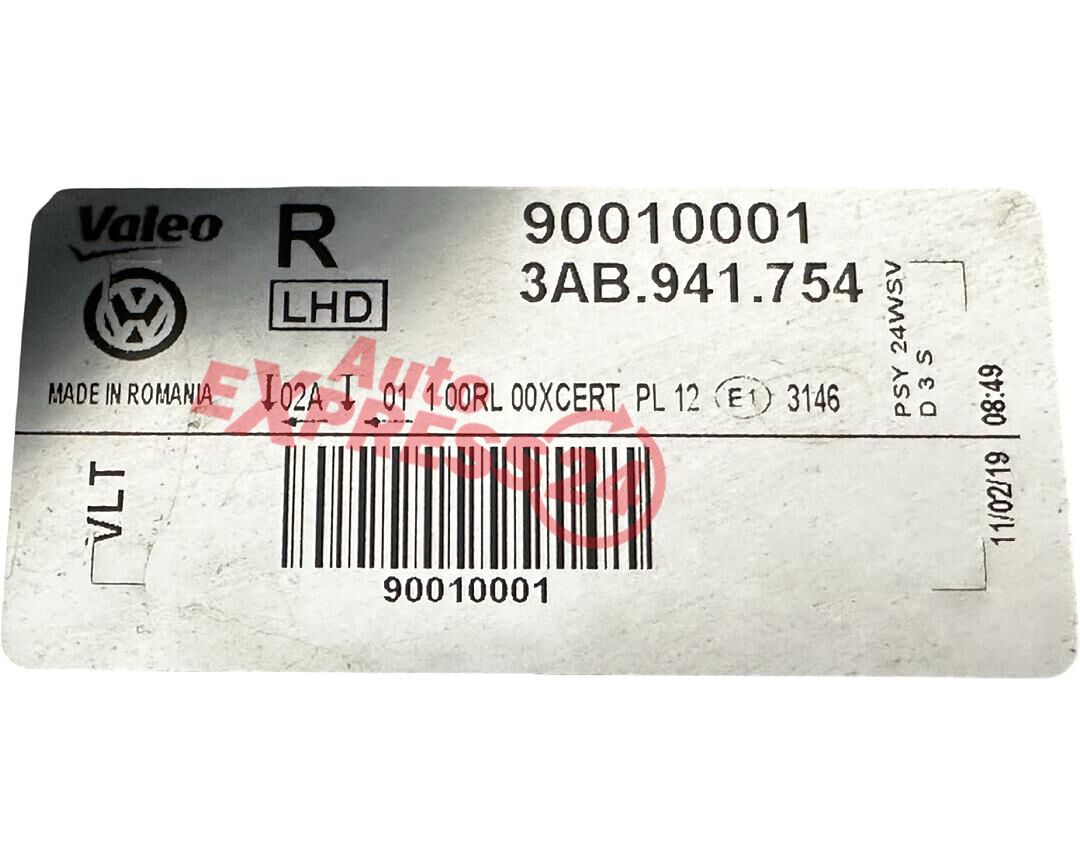 Valeo
R
90010001
LHD
3AB.941.754
PSY 24WSV
D3S
MADE IN ROMANIA
02A 01 1 00RL 00XCERT PL 12 E1 3146
11/02/19 08:49
VLT
90010001
Auto
EXPRESS24